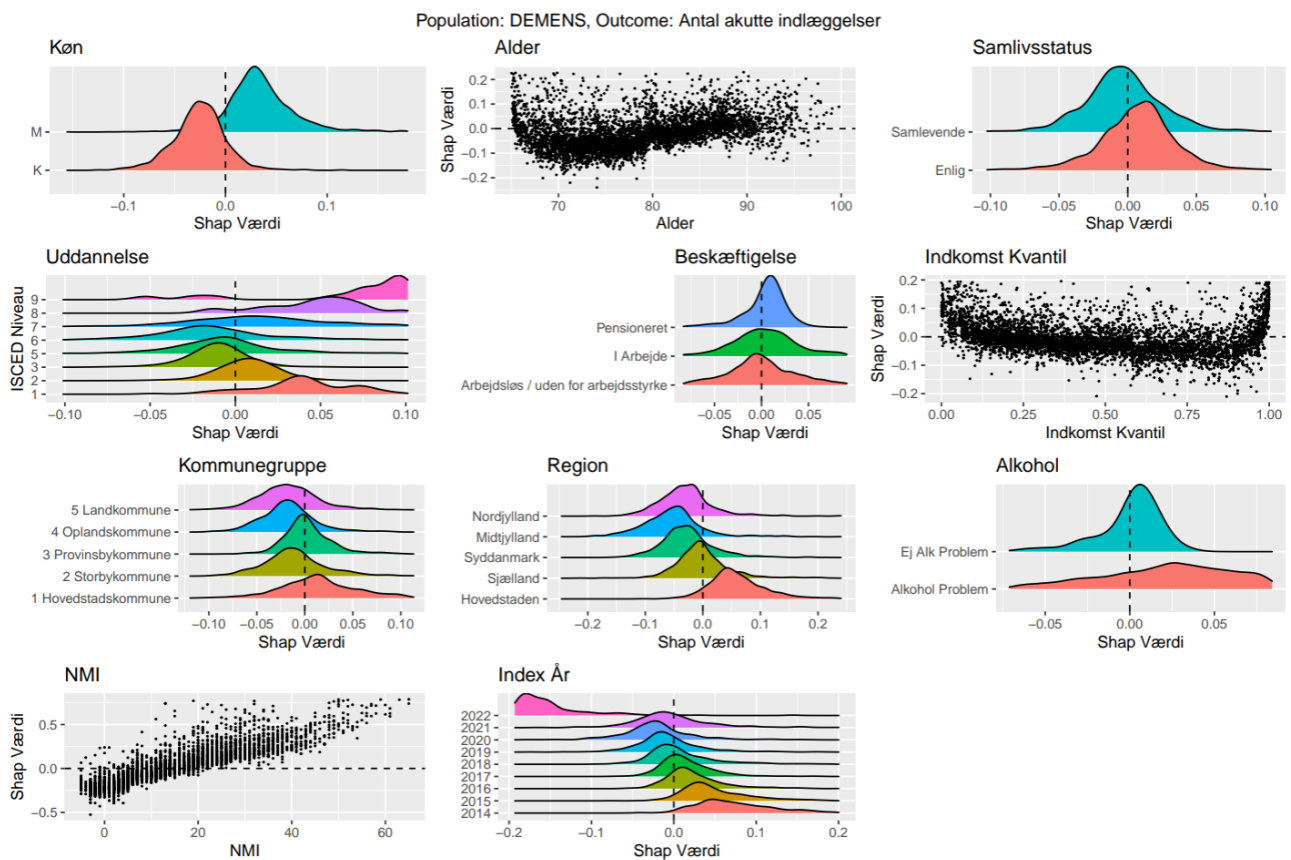 Population: DEMENS, Outcome: Antal akutte indlæggelser
Køn
M
K
−0.1 0.0 0.1
Shap Værdi
Alder
Shap Værdi
0.2
0.1
0.0
−0.1
−0.2
70 80 90 100
Alder
Samlivsstatus
Samlevende
Enlig
−0.10 −0.05 0.00 0.05 0.10
Shap Værdi
Uddannelse
ISCED Niveau
9
8
7
6
5
3
2
1
−0.10 −0.05 0.00 0.05 0.10
Shap Værdi
Beskæftigelse
Pensioneret
I Arbejde
Arbejdsløs / uden for arbejdsstyrke
−0.05 0.00 0.05
Shap Værdi
Indkomst Kvantil
Shap Værdi
0.2
0.1
0.0
−0.1
−0.2
0.00 0.25 0.50 0.75 1.00
Indkomst Kvantil
Kommunegruppe
5 Landkommune
4 Oplandskommune
3 Provinsbykommune
2 Storbykommune
1 Hovedstadskommune
−0.10 −0.05 0.00 0.05 0.10
Shap Værdi
Region
Nordjylland
Midtjylland
Syddanmark
Sjælland
Hovedstaden
−0.2 −0.1 0.0 0.1 0.2
Shap Værdi
Alkohol
Ej Alk Problem
Alkohol Problem
−0.05 0.00 0.05
Shap Værdi
NMI
Shap Værdi
0.5
0.0
−0.5
0 20 40 60
NMI
Index År
2022
2021
2020
2019
2018
2017
2016
2015
2014
−0.2 −0.1 0.0 0.1 0.2
Shap Værdi